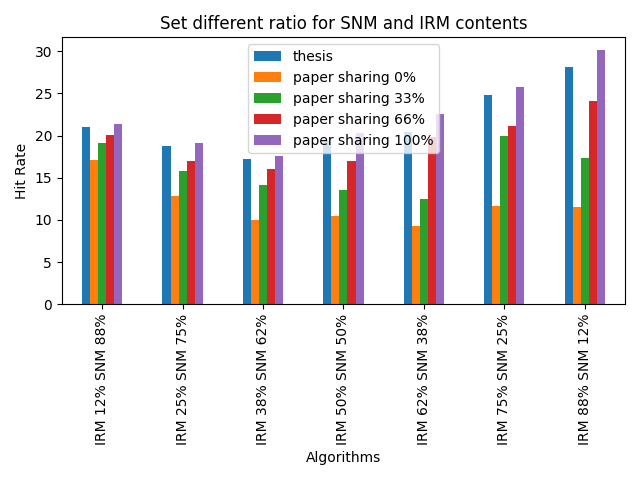 Set different ratio for SNM and IRM contents
thesis
paper sharing 0%
paper sharing 33%
paper sharing 66%
paper sharing 100%
Hit Rate
30
25
20
15
10
5
0
IRM 12% SNM 88%
IRM 25% SNM 75%
IRM 38% SNM 62%
IRM 50% SNM 50%
IRM 62% SNM 38%
IRM 75% SNM 25%
IRM 88% SNM 12%
Algorithms